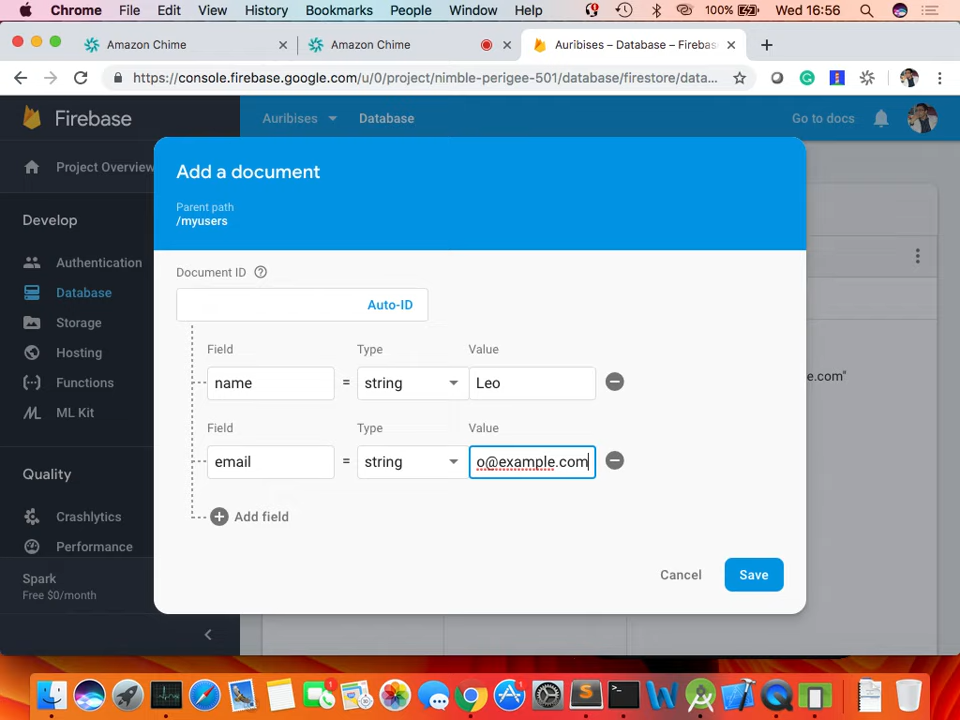 Chrome File Edit View History Bookmarks People Window Help 100% Wed 16:56
Amazon Chime Amazon Chime Auribises – Database – Firebas
https://console.firebase.google.com/u/0/project/nimble-perigee-501/database/firestore/data...
Firebase Auribises Database Go to docs
Project Overview
Develop
Authentication
Database
Storage
Hosting
Functions
ML Kit
Quality
Crashlytics
Performance
Spark
Free $0/month
Add a document
Parent path
/myusers
Document ID
Auto-ID
Field Type Value
name = string Leo
Field Type Value
email = string o@example.com
Add field
Cancel Save
e.com"
1